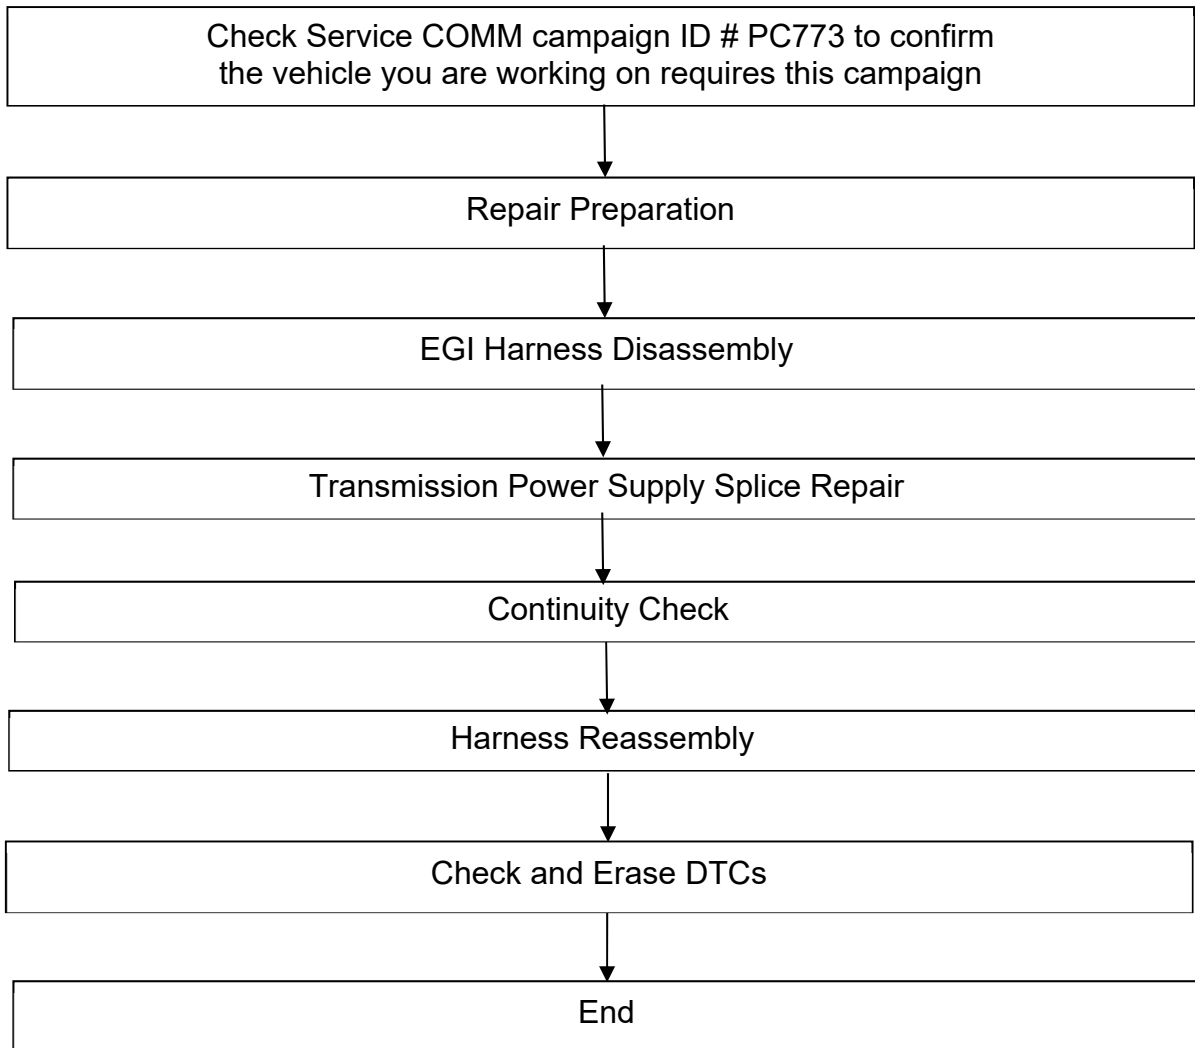 Check Service COMM campaign ID # PC773 to confirm
the vehicle you are working on requires this campaign
Repair Preparation
EGI Harness Disassembly
Transmission Power Supply Splice Repair
Continuity Check
Harness Reassembly
Check and Erase DTCs
End